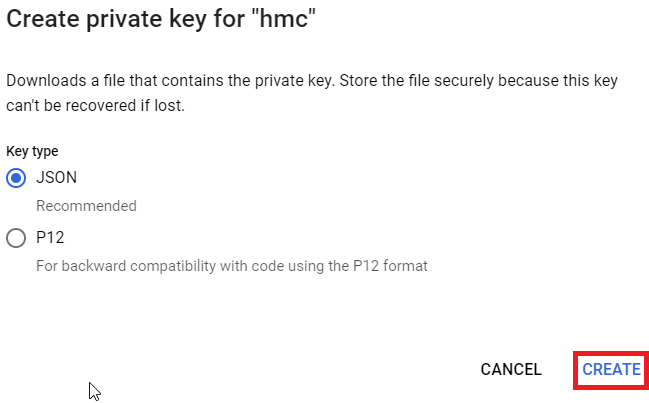 Create private key for "hmc"
Downloads a file that contains the private key. Store the file securely because this key
can't be recovered if lost.
Key type
JSON
Recommended
P12
For backward compatibility with code using the P12 format
CANCEL
CREATE